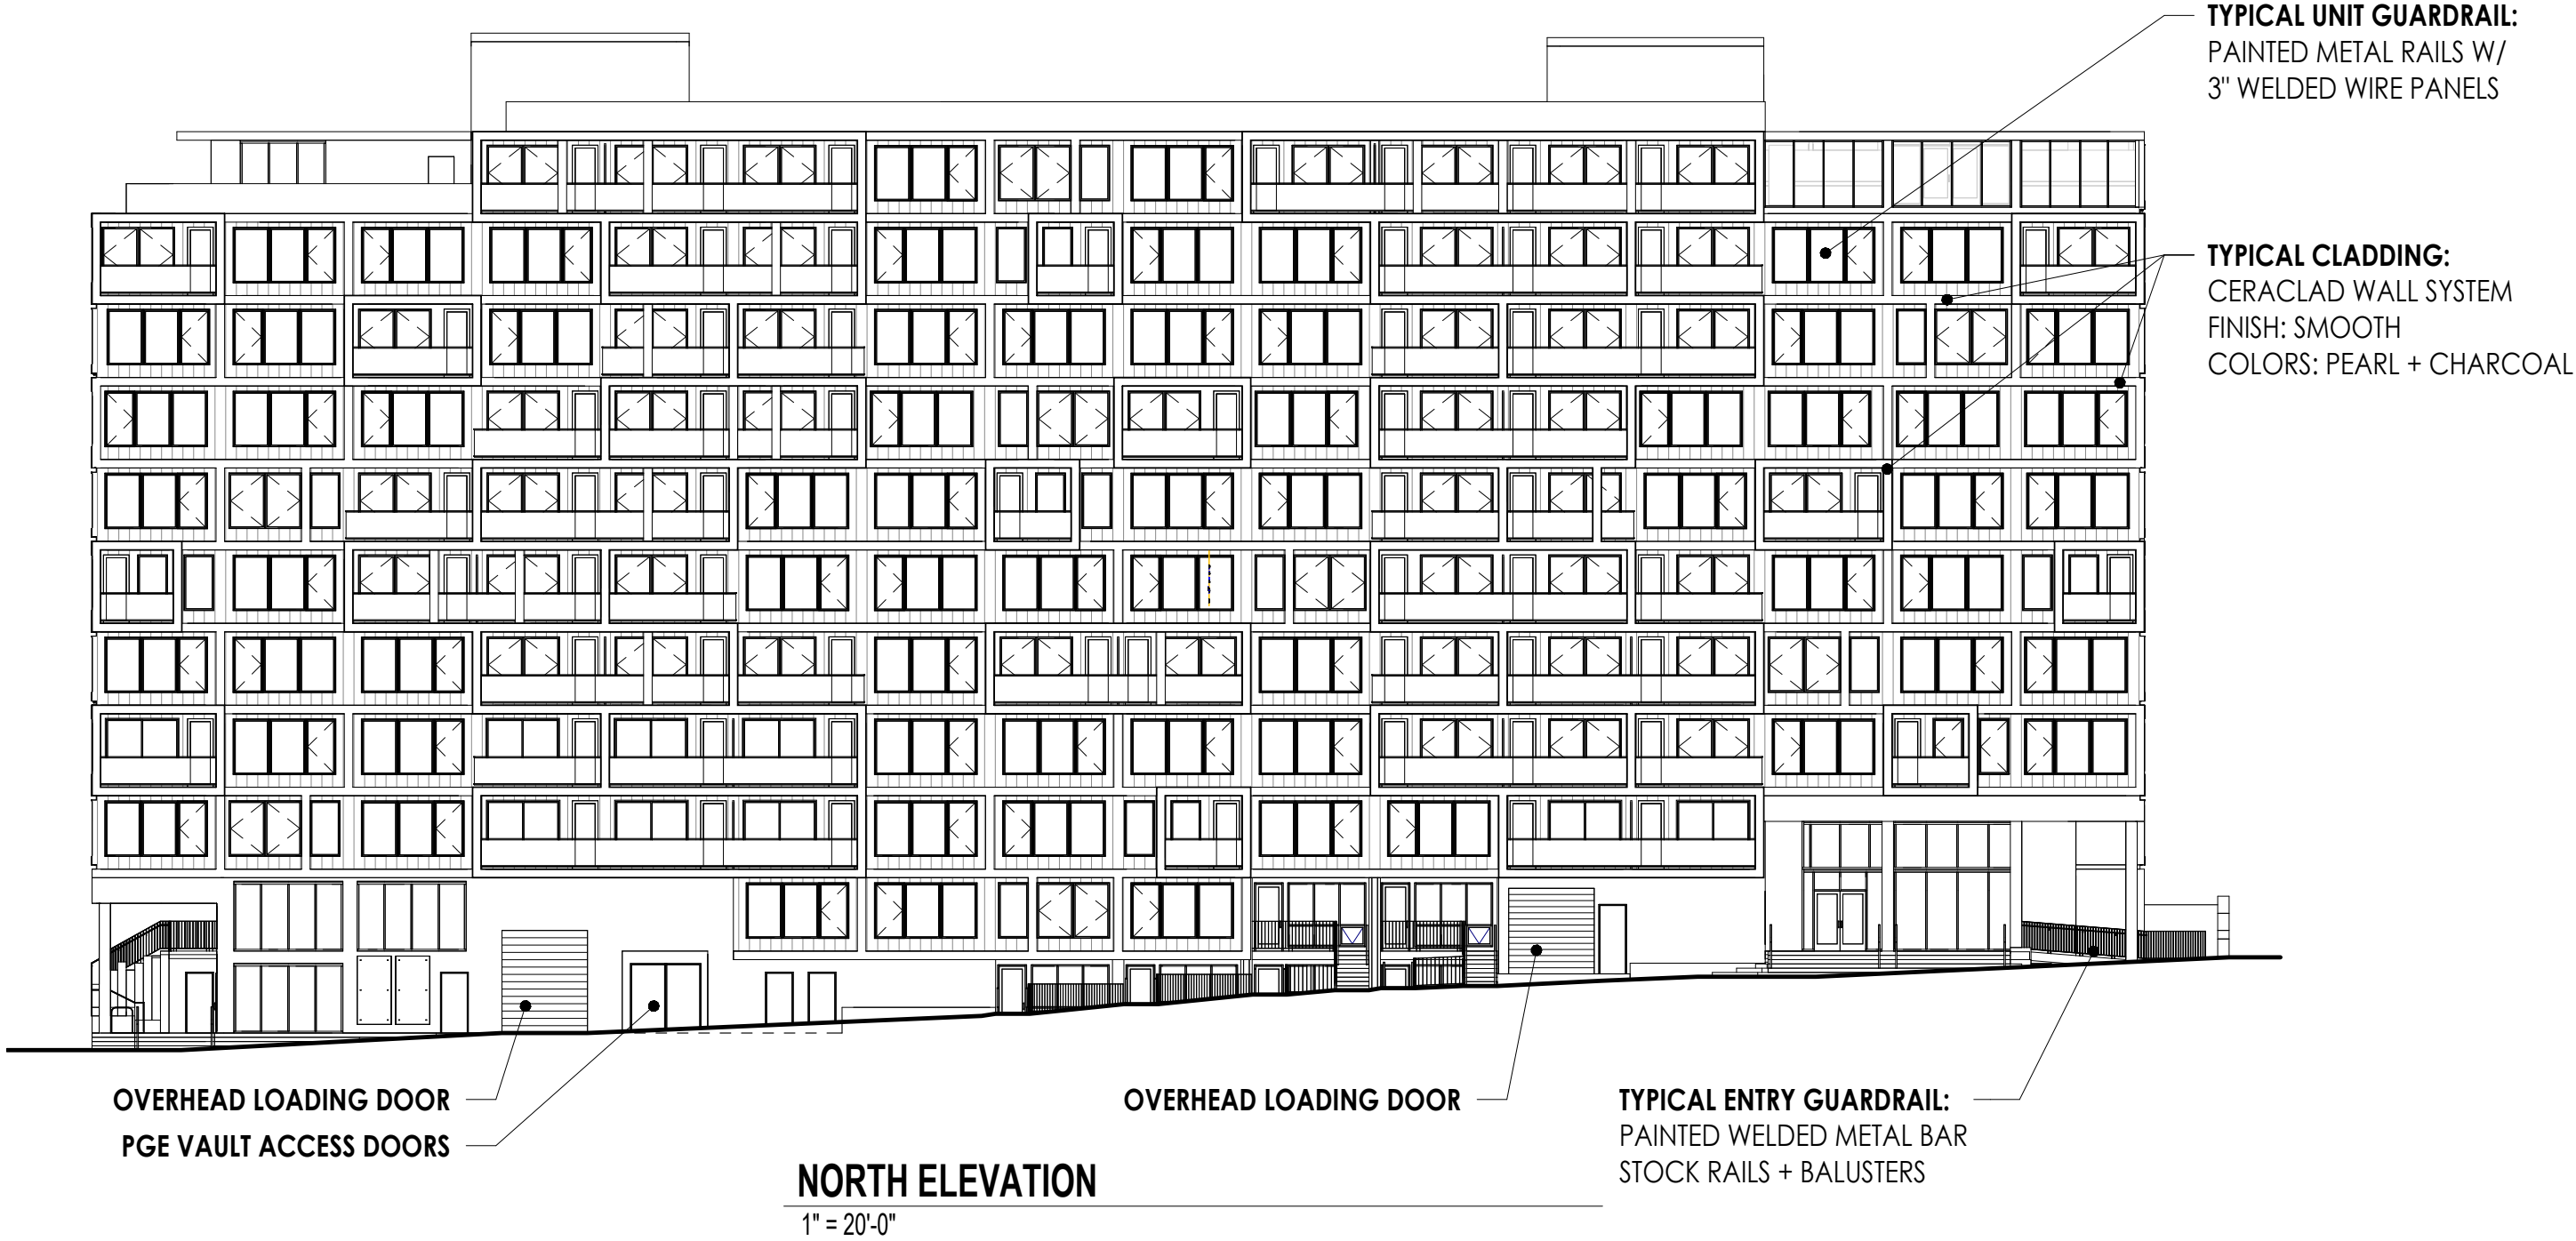 TYPICAL UNIT GUARDRAIL:
PAINTED METAL RAILS W/
3" WELDED WIRE PANELS
TYPICAL CLADDING:
CERACLAD WALL SYSTEM
FINISH: SMOOTH
COLORS: PEARL + CHARCOAL
OVERHEAD LOADING DOOR
PGE VAULT ACCESS DOORS
OVERHEAD LOADING DOOR
TYPICAL ENTRY GUARDRAIL:
PAINTED WELDED METAL BAR
STOCK RAILS + BALUSTERS
NORTH ELEVATION
1" = 20'-0"